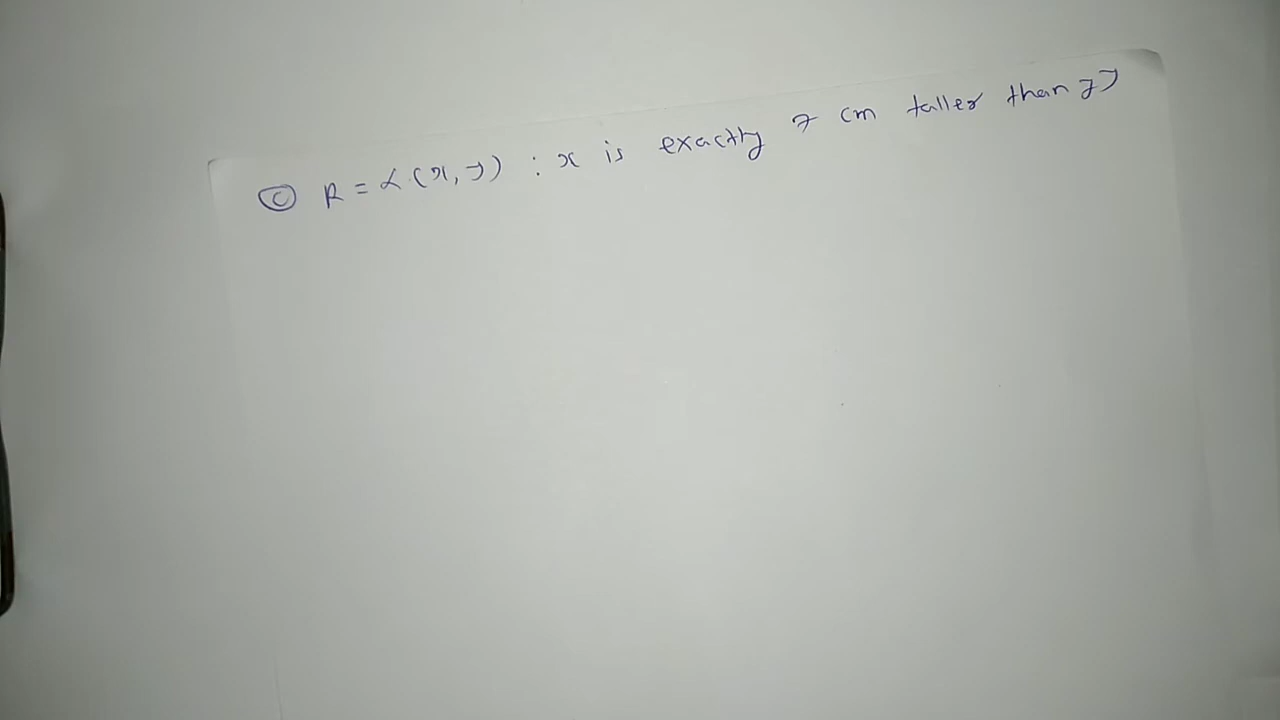 (c) R = {(x, y) : x is exactly 7 cm taller than y}